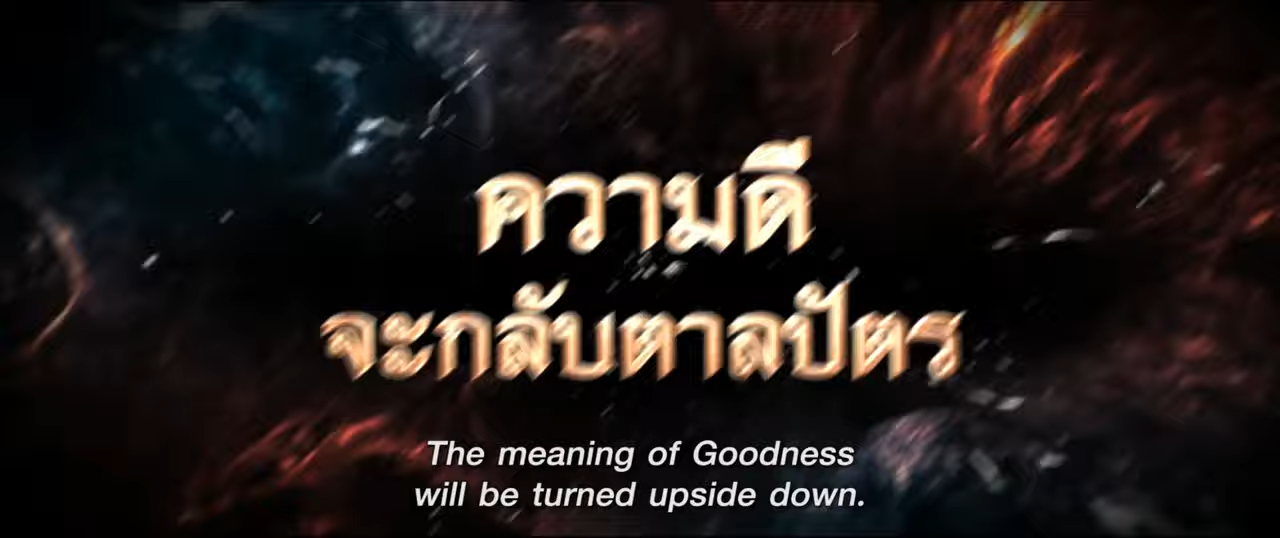 ความดี
จะกลับตาลปัตร
The meaning of Goodness
will be turned upside down.